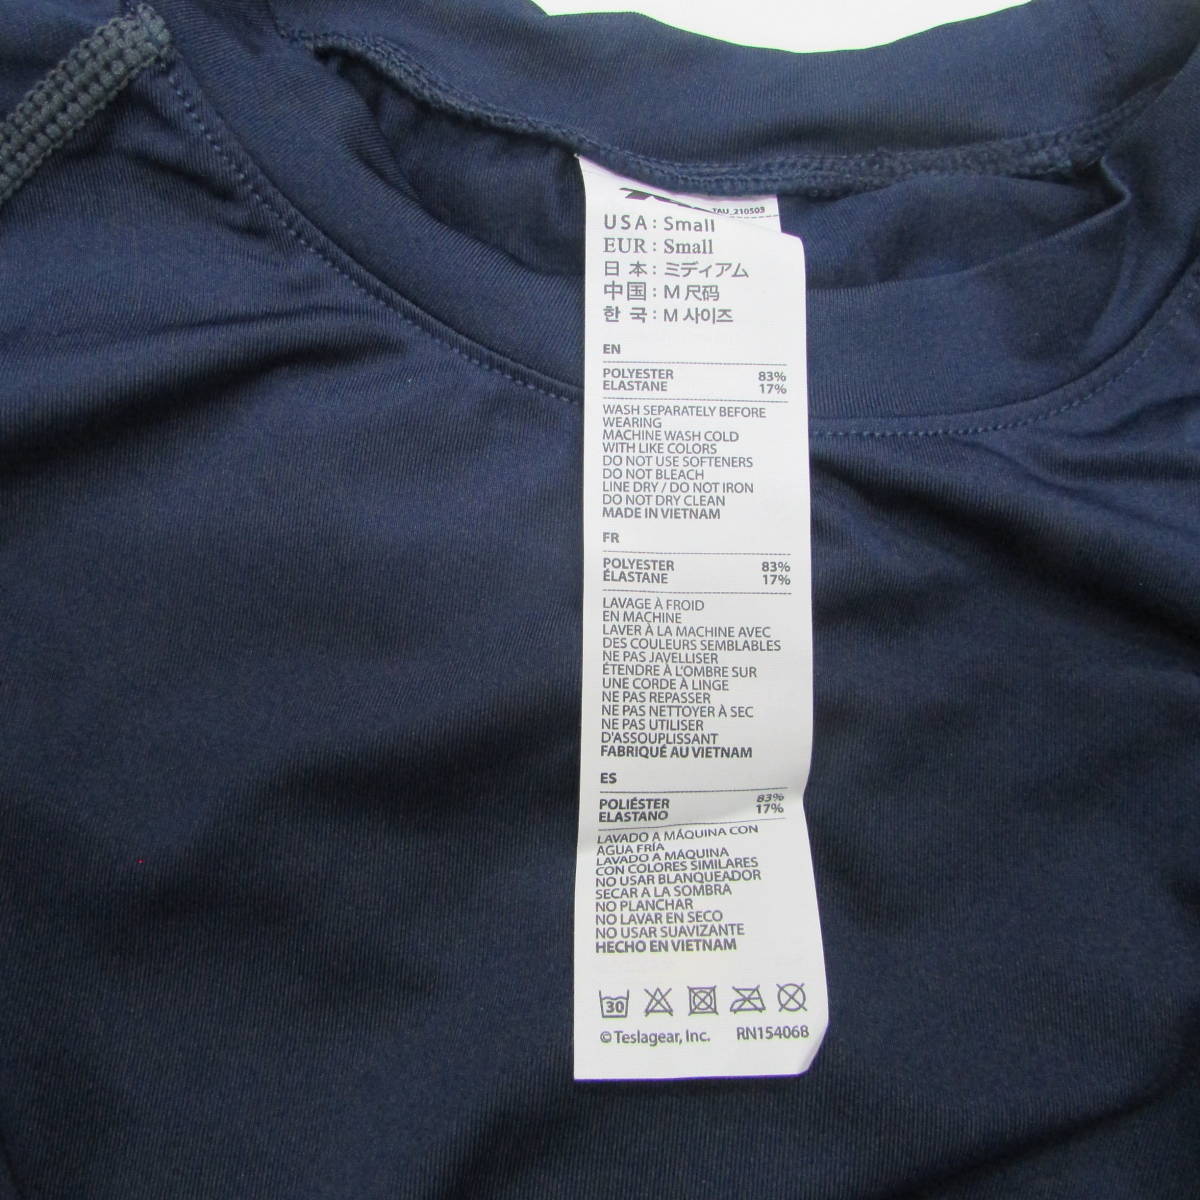 TAU_210503
USA : Small
EUR : Small
日 本 : ミディアム
中国 : M 尺码
한 국 : M 사이즈
EN
POLYESTER 83%
ELASTANE 17%
WASH SEPARATELY BEFORE
WEARING
MACHINE WASH COLD
WITH LIKE COLORS
DO NOT USE SOFTENERS
DO NOT BLEACH
LINE DRY / DO NOT IRON
DO NOT DRY CLEAN
MADE IN VIETNAM
FR
POLYESTER 83%
ÉLASTANE 17%
LAVAGE À FROID
EN MACHINE
LAVER À LA MACHINE AVEC
DES COULEURS SEMBLABLES
NE PAS JAVELLISER
ÉTENDRE À L'OMBRE SUR
UNE CORDE À LINGE
NE PAS REPASSER
NE PAS NETTOYER À SEC
NE PAS UTILISER
D'ASSOUPLISSANT
FABRIQUÉ AU VIETNAM
ES
POLIÉSTER 83%
ELASTANO 17%
LAVADO A MÁQUINA CON
AGUA FRÍA
LAVADO A MÁQUINA
CON COLORES SIMILARES
NO USAR BLANQUEADOR
SECAR A LA SOMBRA
NO PLANCHAR
NO LAVAR EN SECO
NO USAR SUAVIZANTE
HECHO EN VIETNAM
30
© Teslagear, Inc. RN154068